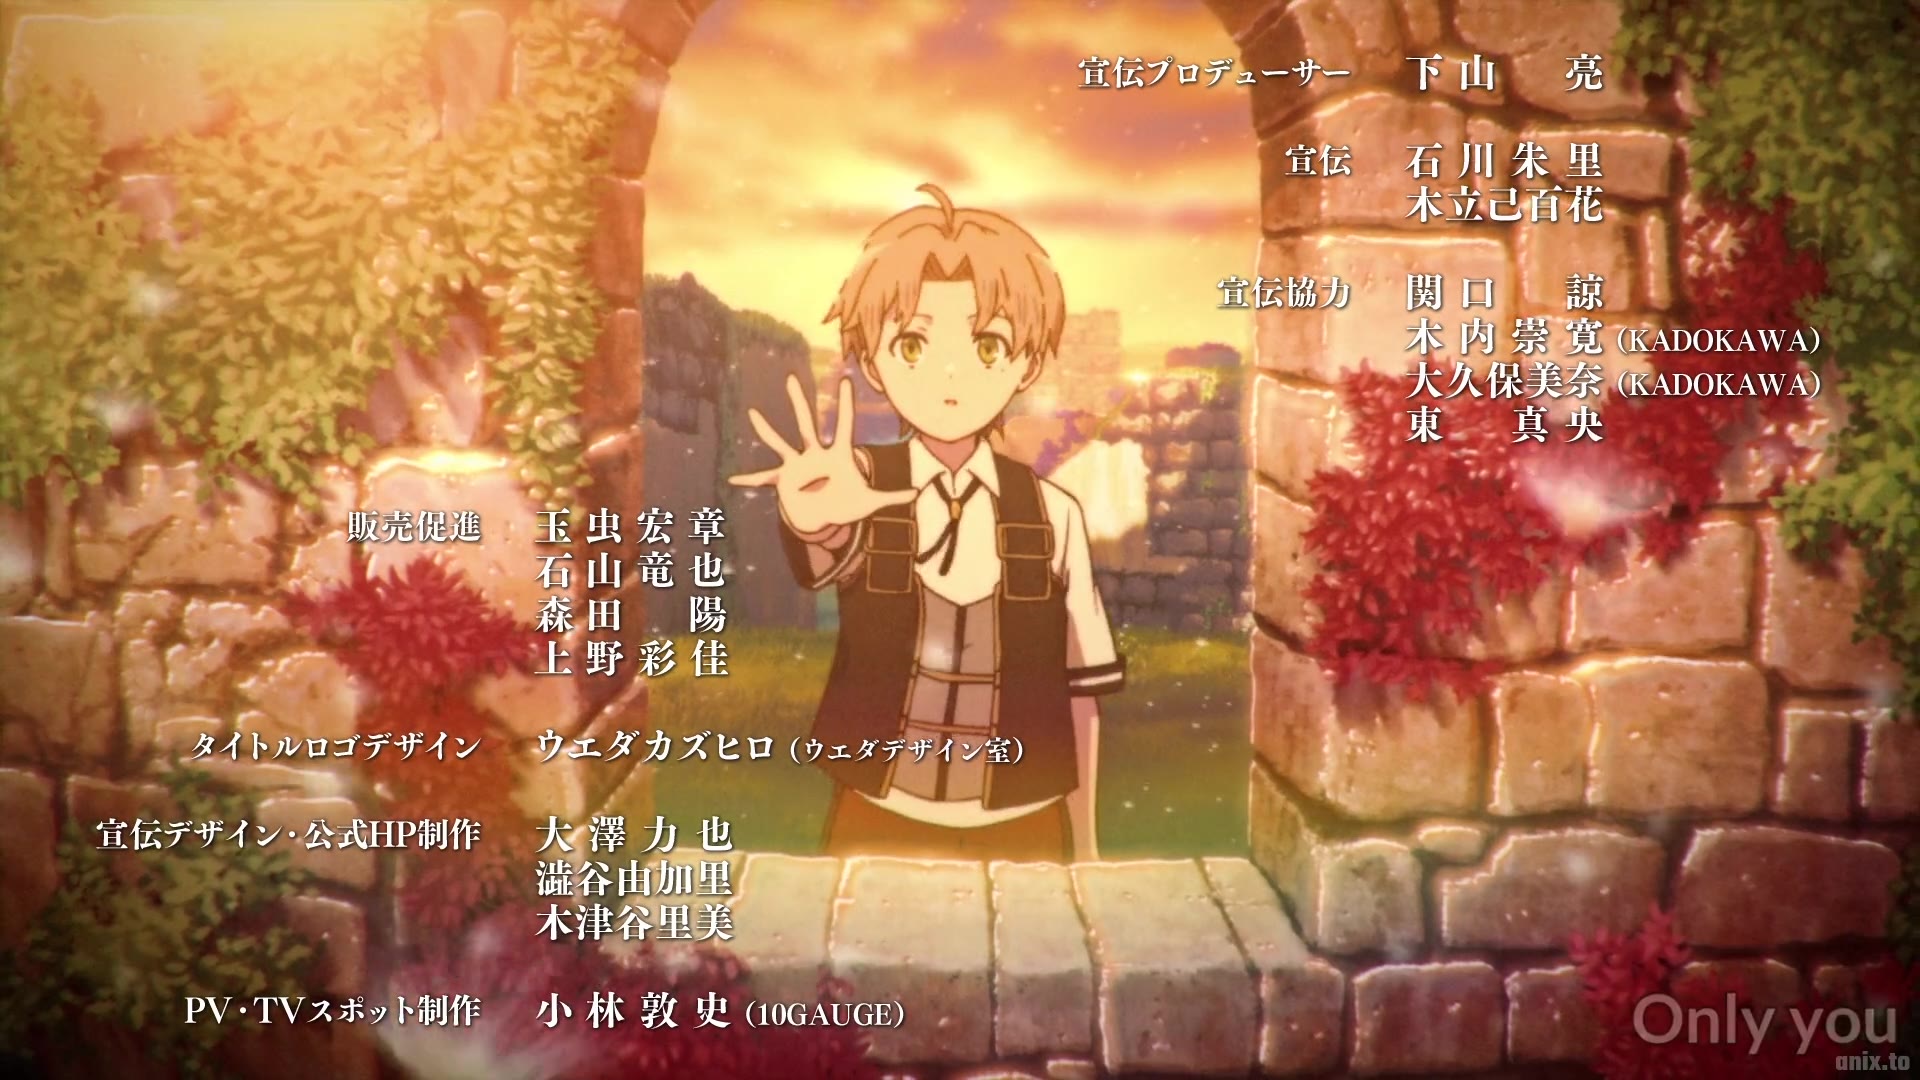 宣伝プロデューサー 下山 亮
宣伝 石川朱里
木立己百花
宣伝協力 関口 諒
木内崇寛（KADOKAWA）
大久保美奈（KADOKAWA）
東 真央
販売促進 玉虫宏章
石山竜也
森田 陽
上野彩佳
タイトルロゴデザイン ウエダカズヒロ（ウエダデザイン室）
宣伝デザイン・公式HP制作 大澤力也
澁谷由加里
木津谷里美
PV・TVスポット制作 小林敦史（10GAUGE）
Only you
anix.to